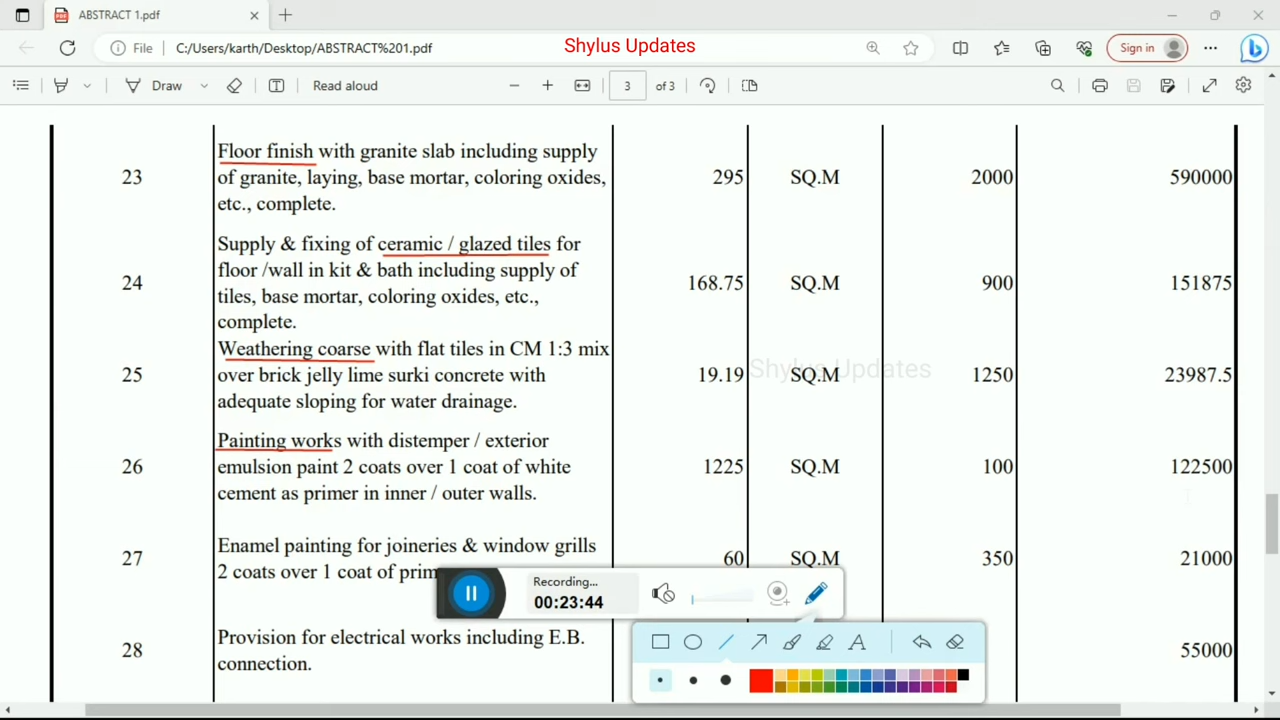 ABSTRACT 1.pdf
File
C:/Users/karth/Desktop/ABSTRACT%201.pdf
Shylus Updates
Sign in
Draw
Read aloud
3 of 3
23
Floor finish with granite slab including supply
of granite, laying, base mortar, coloring oxides,
etc., complete.
295
SQ.M
2000
590000
24
Supply & fixing of ceramic / glazed tiles for
floor /wall in kit & bath including supply of
tiles, base mortar, coloring oxides, etc.,
complete.
168.75
SQ.M
900
151875
25
Weathering coarse with flat tiles in CM 1:3 mix
over brick jelly lime surki concrete with
adequate sloping for water drainage.
19.19
SQ.M
1250
23987.5
Shylus Updates
26
Painting works with distemper / exterior
emulsion paint 2 coats over 1 coat of white
cement as primer in inner / outer walls.
1225
SQ.M
100
122500
27
Enamel painting for joineries & window grills
2 coats over 1 coat of prim
60
SQ.M
350
21000
Recording...
00:23:44
28
Provision for electrical works including E.B.
connection.
55000